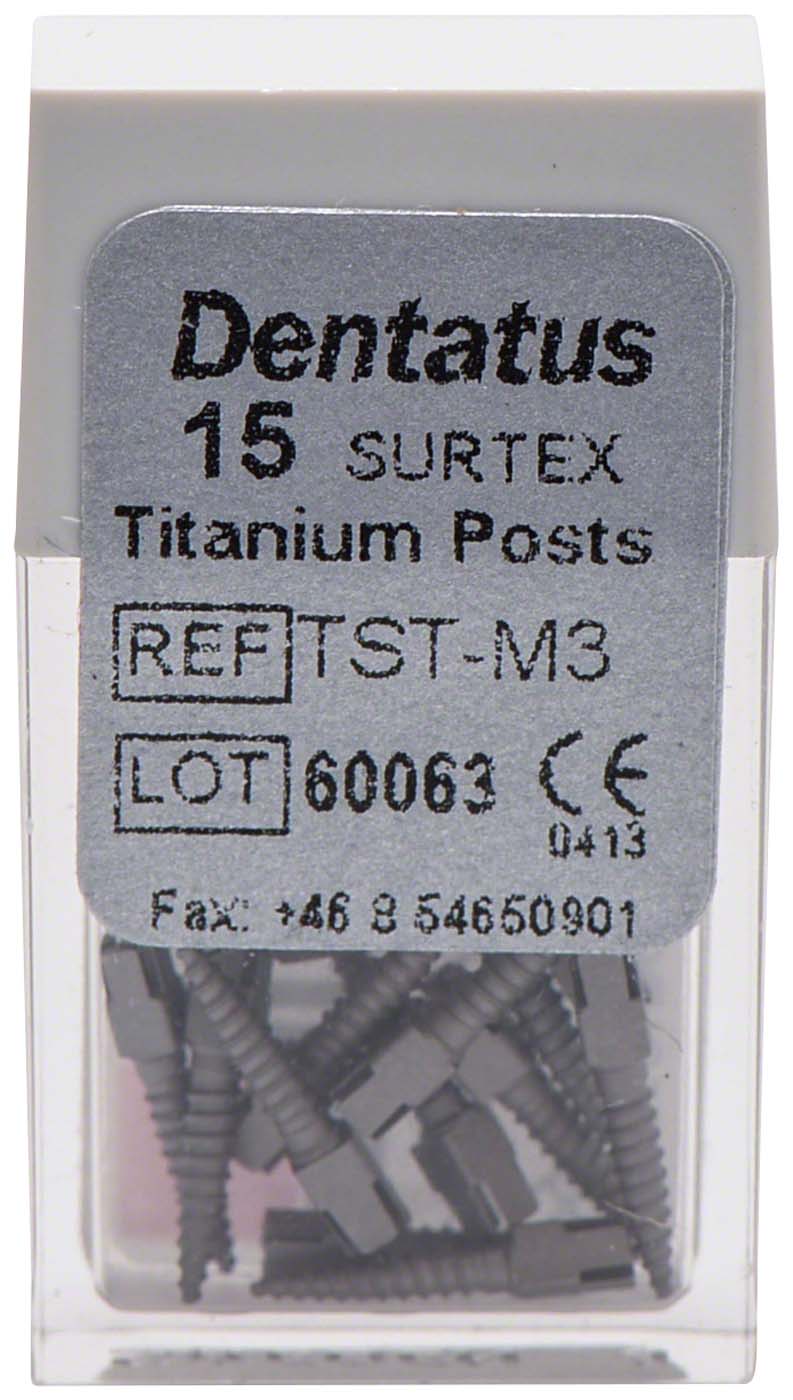 Dentatus
15 SURTEX
Titanium Posts
REF TST-M3
LOT 60063 CE
0413
Fax: +46 8 54650901